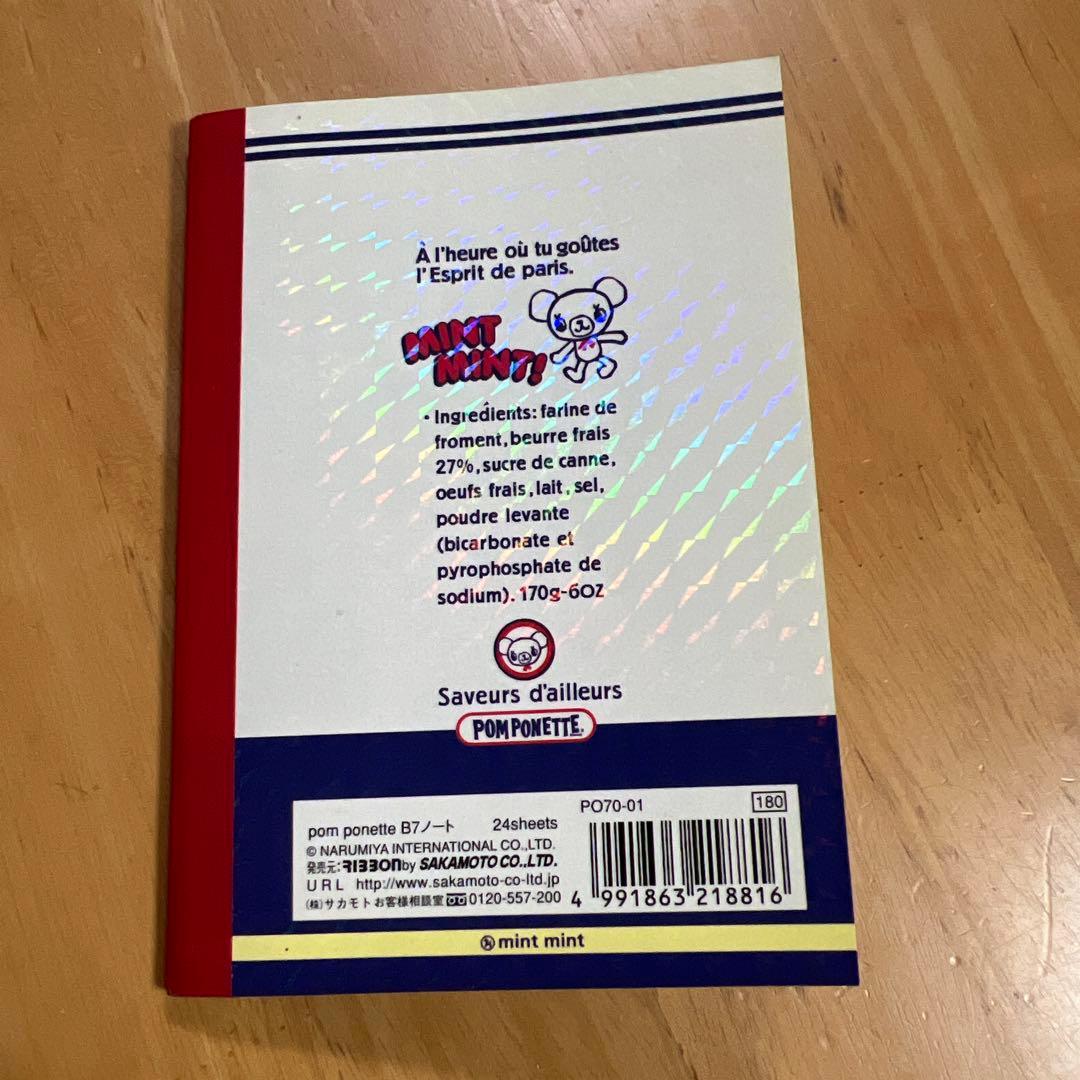 À l'heure où tu goûtes
l'Esprit de paris.
MINT
MINT!
• Ingredients: farine de
froment, beurre frais
27%, sucre de canne,
oeufs frais, lait, sel,
poudre levante
(bicarbonate et
pyrophosphate de
sodium). 170g-6OZ
Saveurs d'ailleurs
POM PONETTE.
PO70-01 180
pom ponette B7ノート 24sheets
© NARUMIYA INTERNATIONAL CO.,LTD.
発売元:RIBBON by SAKAMOTO CO.,LTD.
URL http://www.sakamoto-co-ltd.jp
(株)サカモトお客様相談室 0120-557-200
4 991863 218816
mint mint